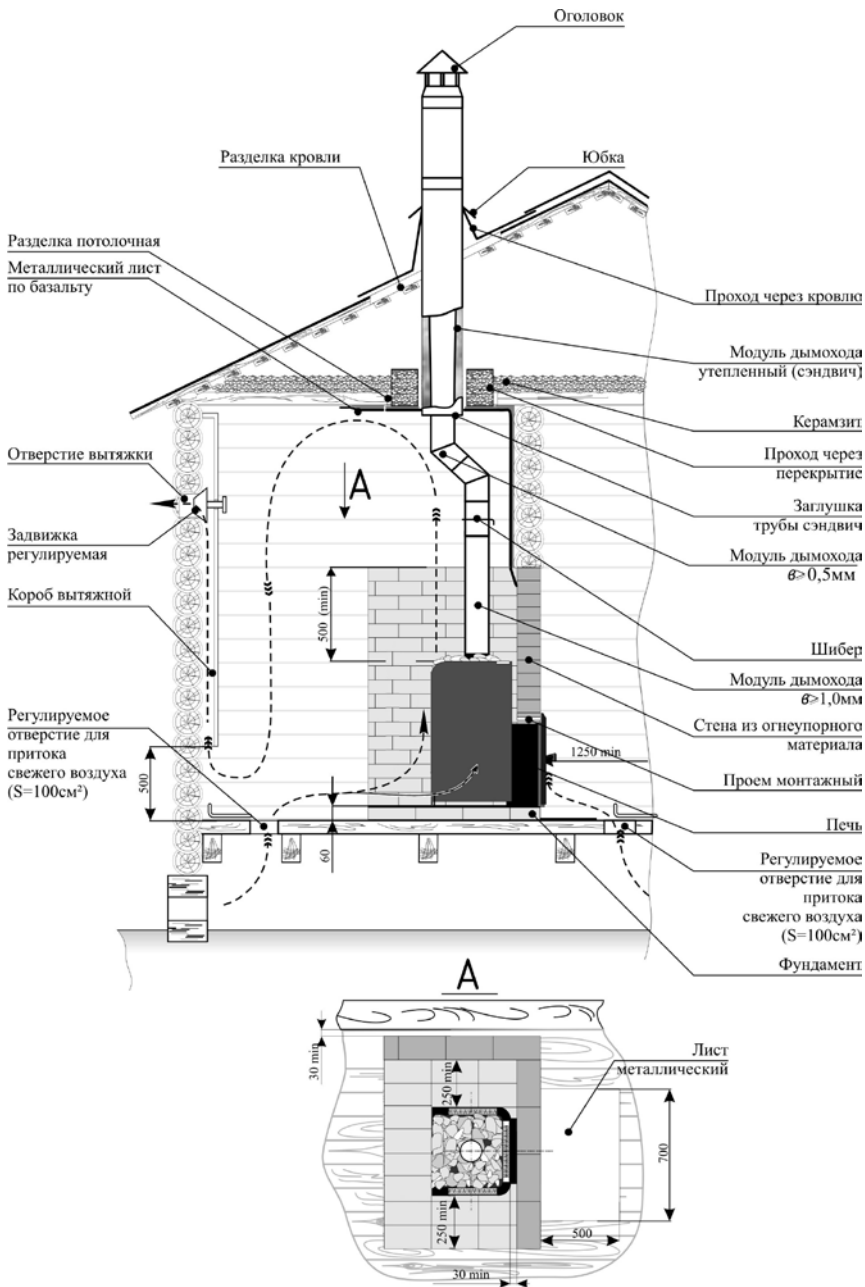 Оголовок
Разделка кровли
Юбка
Разделка потолочная
Металлический лист
по базальту
Проход через кровлю
Модуль дымохода
утепленный (сэндвич)
Керамзит
Отверстие вытяжки
Проход через
перекрытие
А
Заглушка
трубы сэндвич
Задвижка
регулируемая
Модуль дымохода
в⩾0,5мм
Короб вытяжной
500 (min)
Шибер
Модуль дымохода
в⩾1,0мм
Регулируемое
отверстие для
притока
свежего воздуха
(S=100см²)
Стена из огнеупорного
материала
1250 min
Проем монтажный
500
Печь
60
Регулируемое
отверстие для
притока
свежего воздуха
(S=100см²)
Фундамент
А
30 min
Лист
металлический
250 min
700
250 min
500
30 min